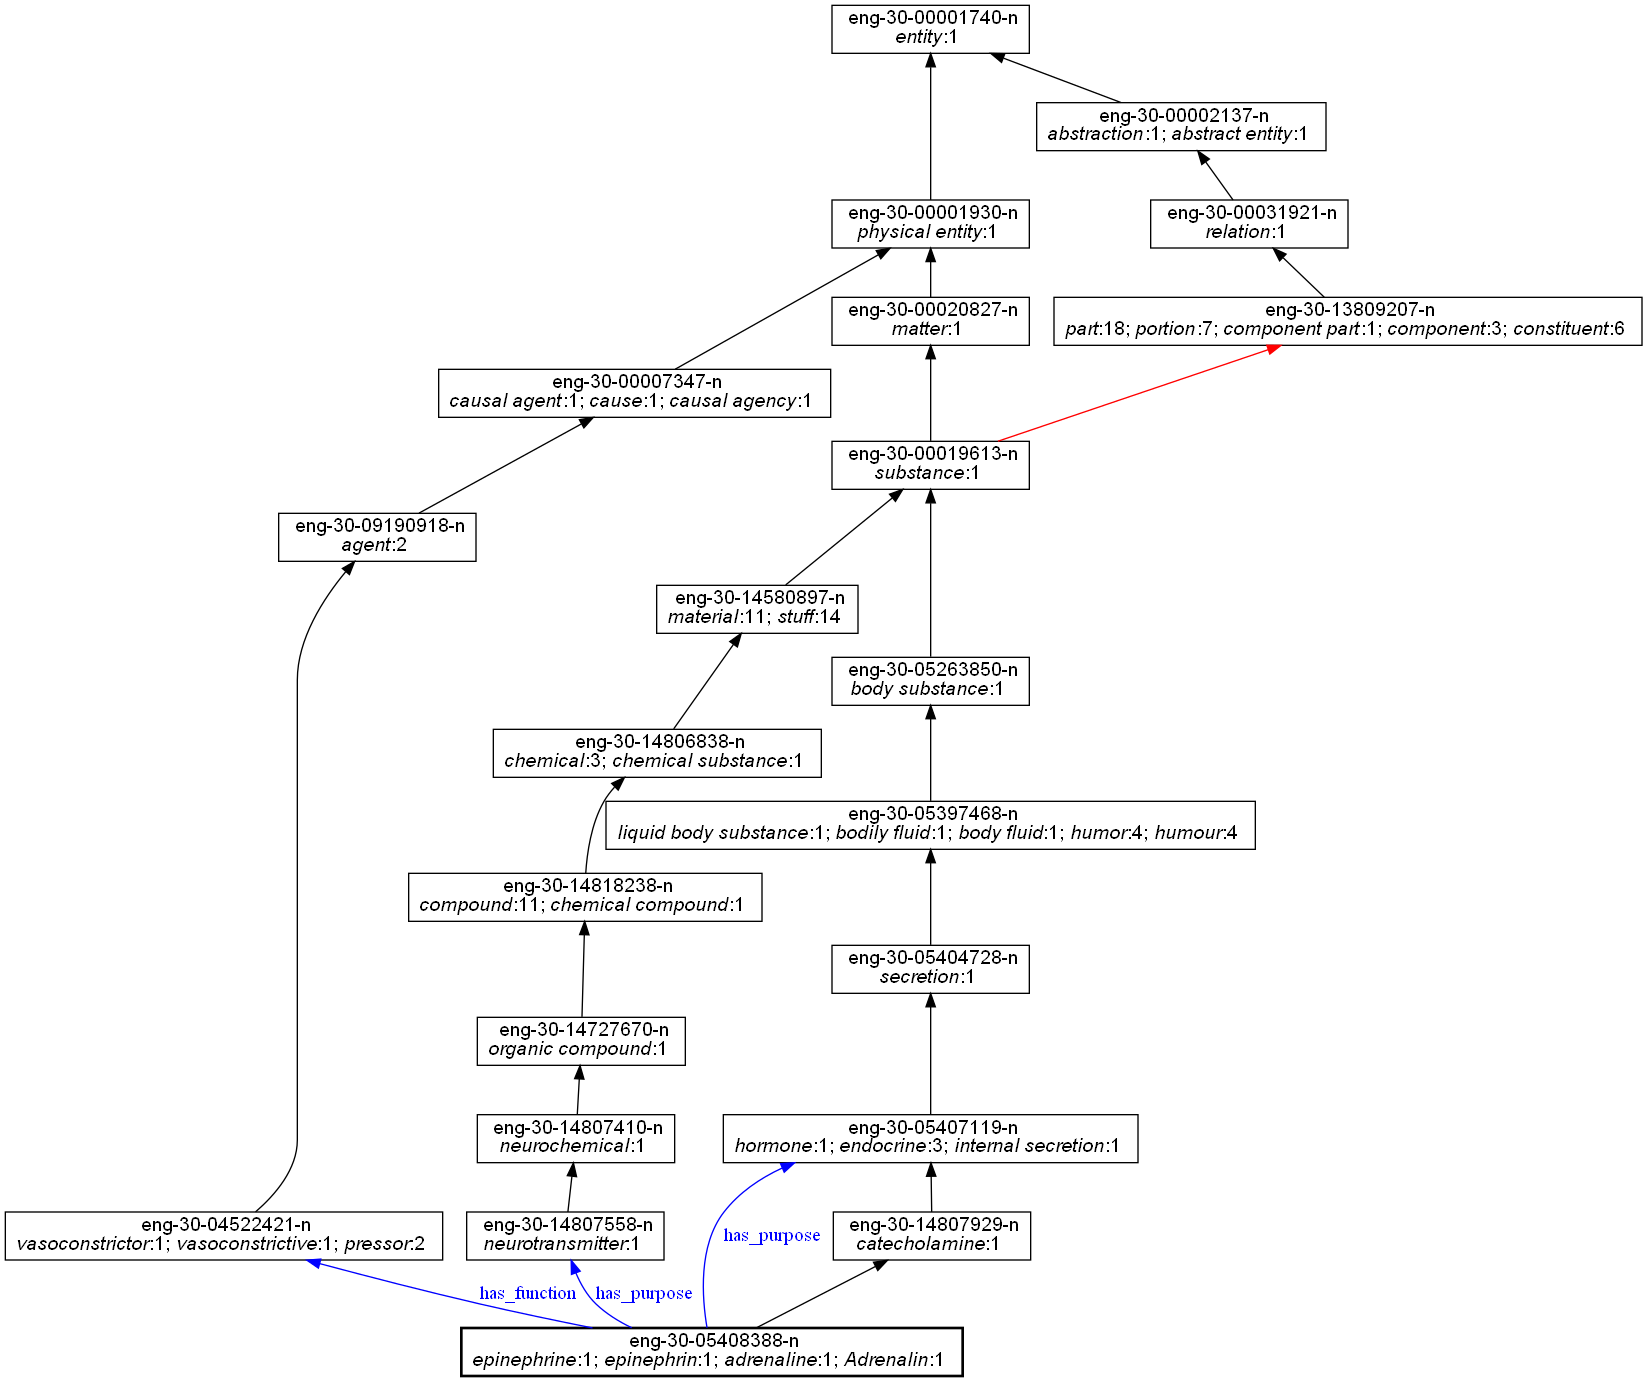 eng-30-00001740-n
entity:1
eng-30-00002137-n
abstraction:1; abstract entity:1
eng-30-00001930-n
physical entity:1
eng-30-00031921-n
relation:1
eng-30-00020827-n
matter:1
eng-30-13809207-n
part:18; portion:7; component part:1; component:3; constituent:6
eng-30-00007347-n
causal agent:1; cause:1; causal agency:1
eng-30-00019613-n
substance:1
eng-30-09190918-n
agent:2
eng-30-14580897-n
material:11; stuff:14
eng-30-05263850-n
body substance:1
eng-30-14806838-n
chemical:3; chemical substance:1
eng-30-05397468-n
liquid body substance:1; bodily fluid:1; body fluid:1; humor:4; humour:4
eng-30-14818238-n
compound:11; chemical compound:1
eng-30-05404728-n
secretion:1
eng-30-14727670-n
organic compound:1
eng-30-14807410-n
neurochemical:1
eng-30-05407119-n
hormone:1; endocrine:3; internal secretion:1
eng-30-04522421-n
vasoconstrictor:1; vasoconstrictive:1; pressor:2
eng-30-14807558-n
neurotransmitter:1
has_purpose
eng-30-14807929-n
catecholamine:1
has_function
has_purpose
eng-30-05408388-n
epinephrine:1; epinephrin:1; adrenaline:1; Adrenalin:1